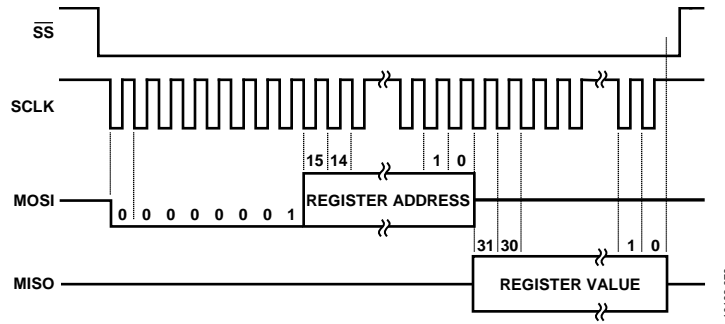 SS
SCLK
15 14 1 0
MOSI
0 0 0 0 0 0 0 1
REGISTER ADDRESS
31 30 1 0
MISO
REGISTER VALUE